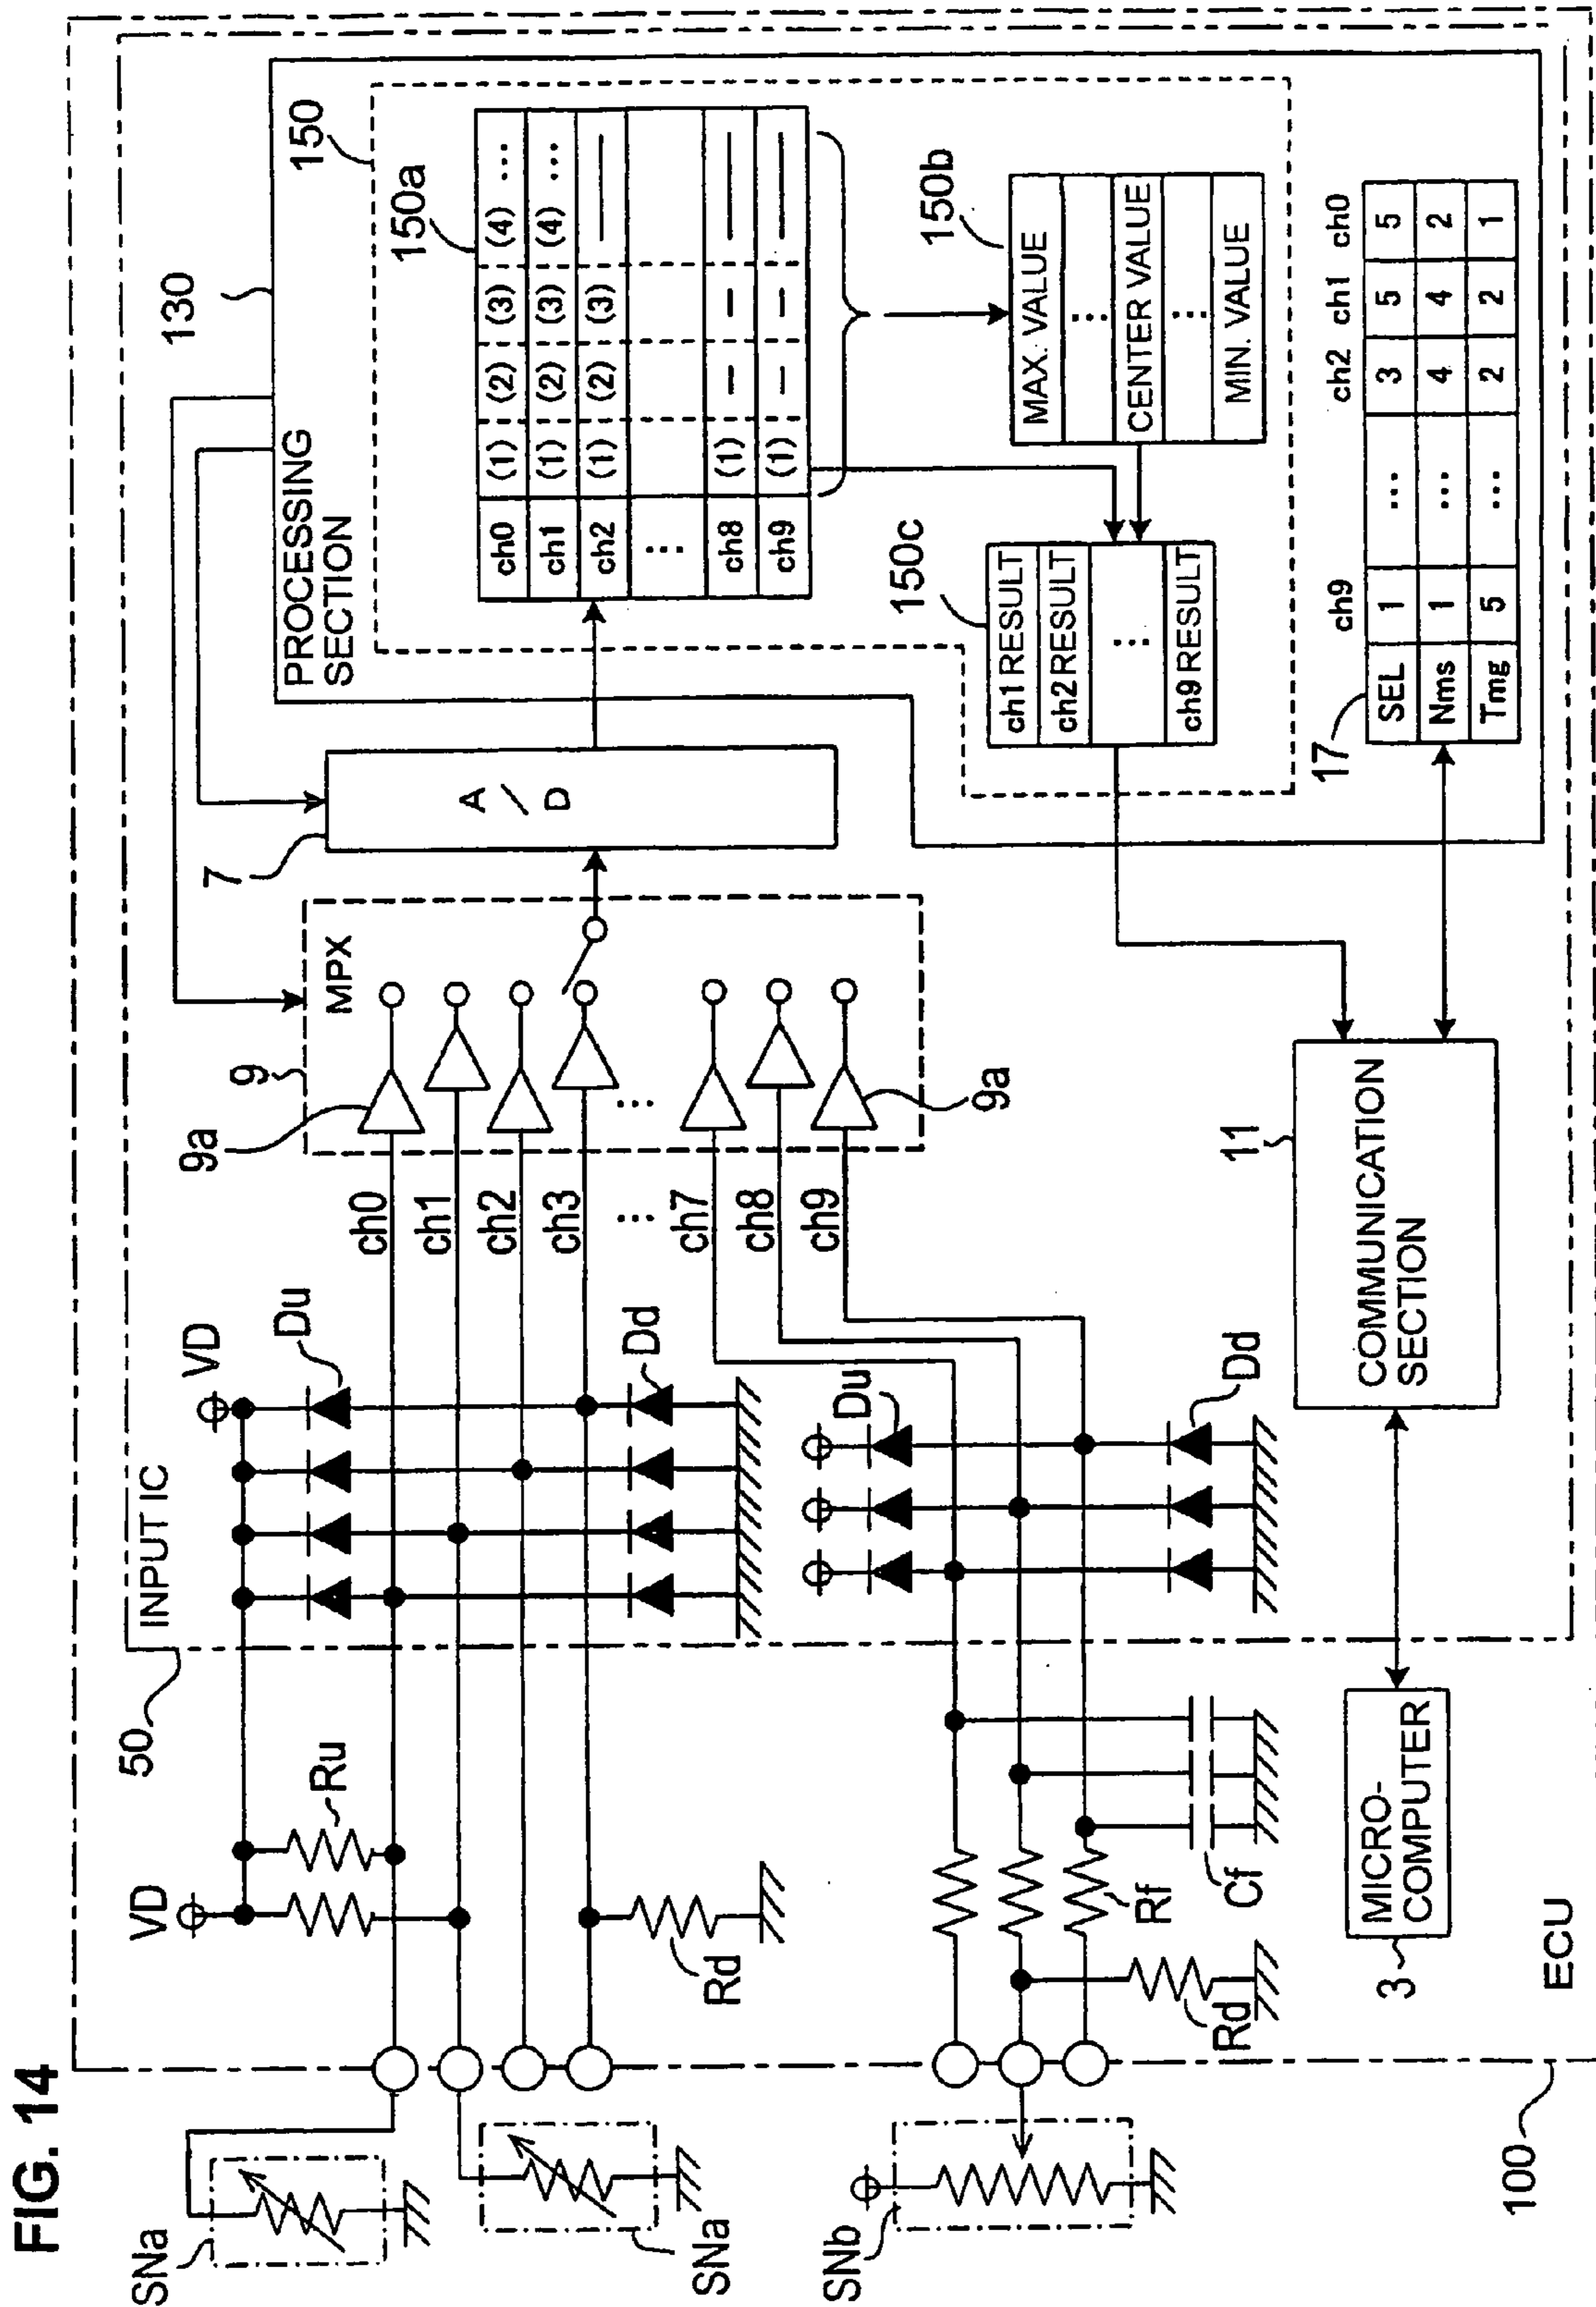 FIG. 14
130
150
PROCESSING
SECTION
150a
ch0 (1) (2) (3) (4) ...
ch1 (1) (2) (3) (4) ...
ch2 (1) (2) (3) ——
...
ch8 (1) — — ——
ch9 (1) — — ——
150b
MAX. VALUE
...
CENTER VALUE
...
MIN. VALUE
150c
ch1 RESULT
ch2 RESULT
...
ch9 RESULT
17
ch9 ch2 ch1 ch0
SEL 1 ... 3 5 5
Nms 1 ... 4 4 2
Tmg 5 ... 2 2 1
7
A/D
9
MPX
9a
9a
ch0
ch1
ch2
ch3
...
...
ch7
ch8
ch9
11
COMMUNICATION
SECTION
INPUT IC
50
VD
Du
Dd
Du
Dd
VD
Ru
Rd
Rf
Cf
Rd
MICRO-
COMPUTER
3
ECU
100
SNa
SNa
SNb